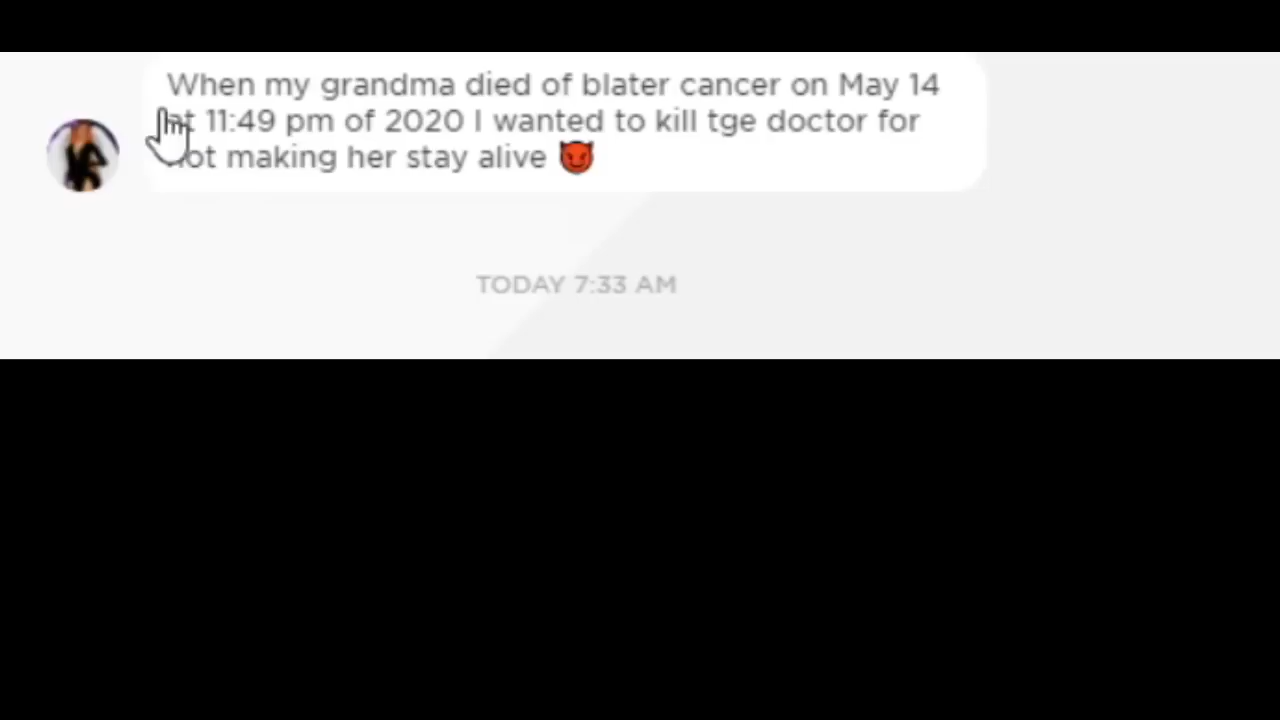 When my grandma died of blater cancer on May 14
at 11:49 pm of 2020 I wanted to kill tge doctor for
not making her stay alive 😈
TODAY 7:33 AM